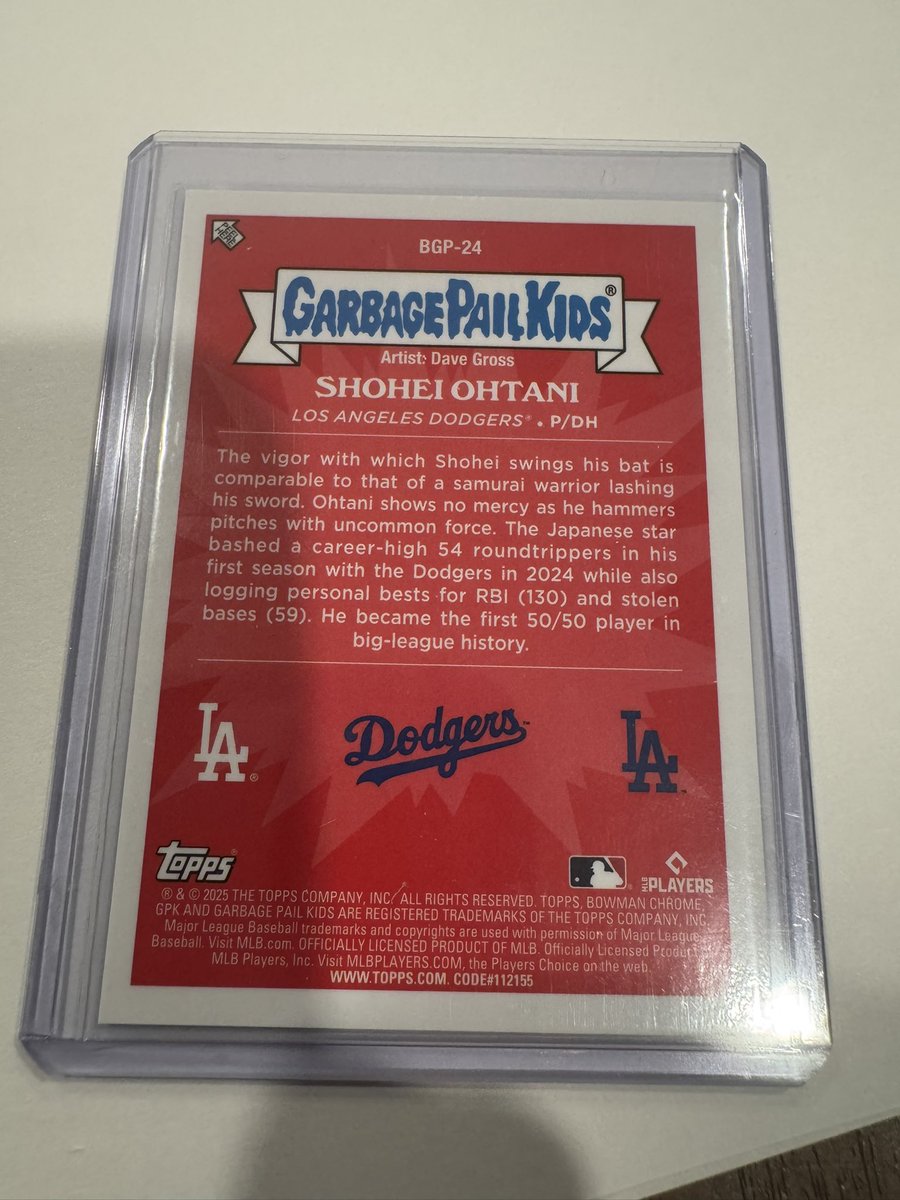 BGP-24
GARBAGE PAIL KIDS®
Artist: Dave Gross
SHOHEI OHTANI
LOS ANGELES DODGERS® • P/DH
The vigor with which Shohei swings his bat is
comparable to that of a samurai warrior lashing
his sword. Ohtani shows no mercy as he hammers
pitches with uncommon force. The Japanese star
bashed a career-high 54 roundtrippers in his
first season with the Dodgers in 2024 while also
logging personal bests for RBI (130) and stolen
bases (59). He became the first 50/50 player in
big-league history.
LA® Dodgers™ LA™
TOPPS® MLB PLAYERS
® & © 2025 THE TOPPS COMPANY, INC. ALL RIGHTS RESERVED. TOPPS, BOWMAN CHROME,
GPK AND GARBAGE PAIL KIDS ARE REGISTERED TRADEMARKS OF THE TOPPS COMPANY, INC.
Major League Baseball trademarks and copyrights are used with permission of Major League
Baseball. Visit MLB.com. OFFICIALLY LICENSED PRODUCT OF MLB. Officially Licensed Product
MLB Players, Inc. Visit MLBPLAYERS.COM, the Players Choice on the web.
WWW.TOPPS.COM. CODE#112155